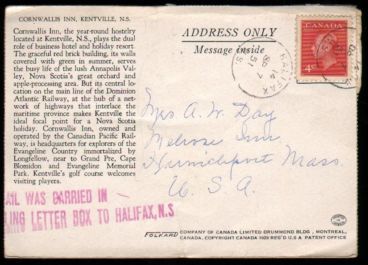 CORNWALLIS INN, KENTVILLE, N.S.
Cornwallis Inn, the year-round hostelry
located at Kentville, N.S., plays the dual
role of business hotel and holiday resort.
The graceful red brick building, its walls
covered with green in summer, serves
the busy life of the lush Annapolis Val-
ley, Nova Scotia's great orchard and
apple-processing area. But its central lo-
cation on the main line of the Dominion
Atlantic Railway, at the hub of a net-
work of highways that interlace the
maritime province makes Kentville the
ideal focal point for a Nova Scotia
holiday. Cornwallis Inn, owned and
operated by the Canadian Pacific Rail-
way, is headquarters for explorers of the
Evangeline Country immortalized by
Longfellow, near to Grand Pre, Cape
Blomidon and Evangeline Memorial
Park. Kentville's golf course welcomes
visiting players.
ADDRESS ONLY
Message inside
HALIFAX
14
CANADA
4¢
Mrs A. W. Day
Melrose Inn,
Harwichport Mass.
U. S. A.
MAIL WAS CARRIED IN
LING LETTER BOX TO HALIFAX, N.S.
FOLKARD COMPANY OF CANADA LIMITED DRUMMOND BLDG., MONTREAL,
CANADA. COPYRIGHT CANADA REG'D U S A PATENT OFFICE